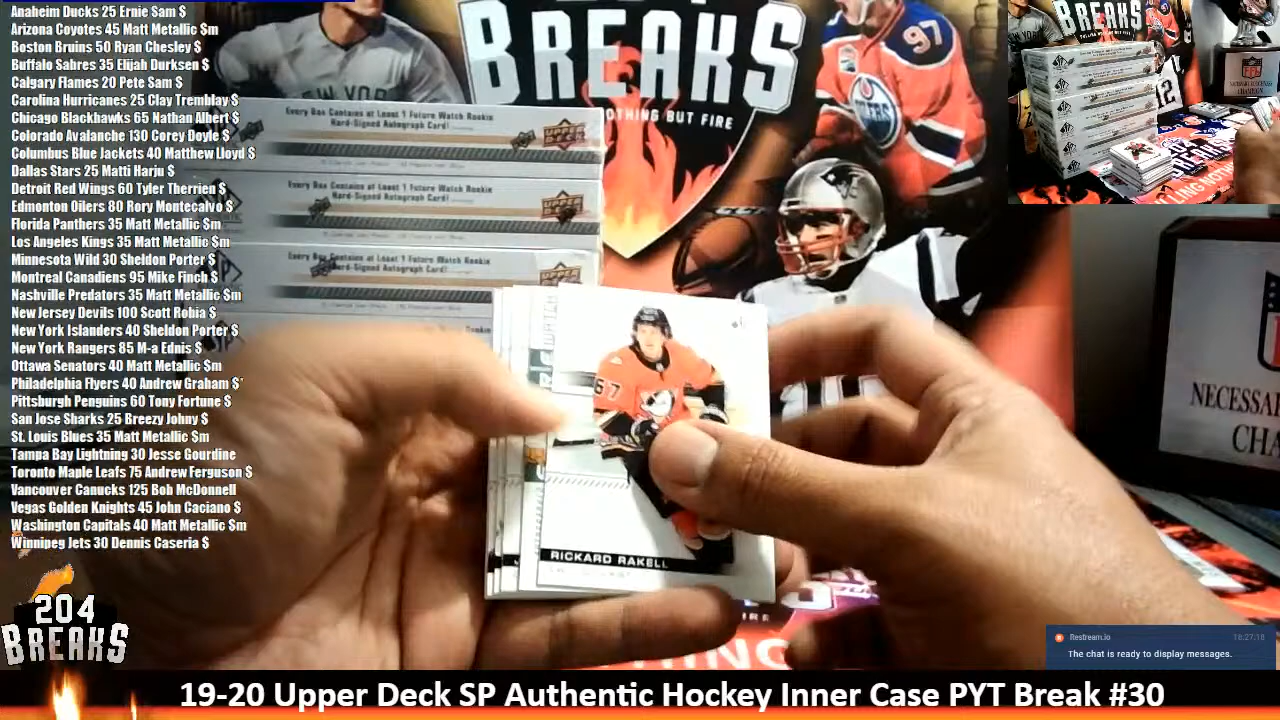 Anaheim Ducks 25 Ernie Sam $
Arizona Coyotes 45 Matt Metallic $m
Boston Bruins 50 Ryan Chesley $
Buffalo Sabres 35 Elijah Durksen $
Calgary Flames 20 Pete Sam $
Carolina Hurricanes 25 Clay Tremblay $
Chicago Blackhawks 65 Nathan Albert $
Colorado Avalanche 130 Corey Doyle $
Columbus Blue Jackets 40 Matthew Lloyd $
Dallas Stars 25 Matti Harju $
Detroit Red Wings 60 Tyler Therrien $
Edmonton Oilers 80 Rory Montecalvo $
Florida Panthers 35 Matt Metallic $m
Los Angeles Kings 35 Matt Metallic $m
Minnesota Wild 30 Sheldon Porter $
Montreal Canadiens 95 Mike Finch $
Nashville Predators 35 Matt Metallic $m
New Jersey Devils 100 Scott Robia $
New York Islanders 40 Sheldon Porter $
New York Rangers 85 M-a Ednis $
Ottawa Senators 40 Matt Metallic $m
Philadelphia Flyers 40 Andrew Graham $*
Pittsburgh Penguins 60 Tony Fortune $
San Jose Sharks 25 Breezy Johny $
St. Louis Blues 35 Matt Metallic $m
Tampa Bay Lightning 30 Jesse Gourdine
Toronto Maple Leafs 75 Andrew Ferguson $
Vancouver Canucks 125 Bob McDonnell
Vegas Golden Knights 45 John Caciano $
Washington Capitals 40 Matt Metallic $m
Winnipeg Jets 30 Dennis Caseria $
BREAKS
OTHING BUT FIRE
97
OILERS
Every Box Contains at Least 1 Future Watch Rookie
Hard-Signed Autograph Card!
UPPER DECK
Every Box Contains at Least 1 Future Watch Rookie
Hard-Signed Autograph Card!
UPPER DECK
Every Box Contains at Least 1 Future Watch Rookie
Hard-Signed Autograph Card!
UPPER
67
RICKARD RAKELL
BREAKS
12
NECESSA
CHA
204
BREAKS
Restream.io 18:27:18
The chat is ready to display messages.
19-20 Upper Deck SP Authentic Hockey Inner Case PYT Break #30